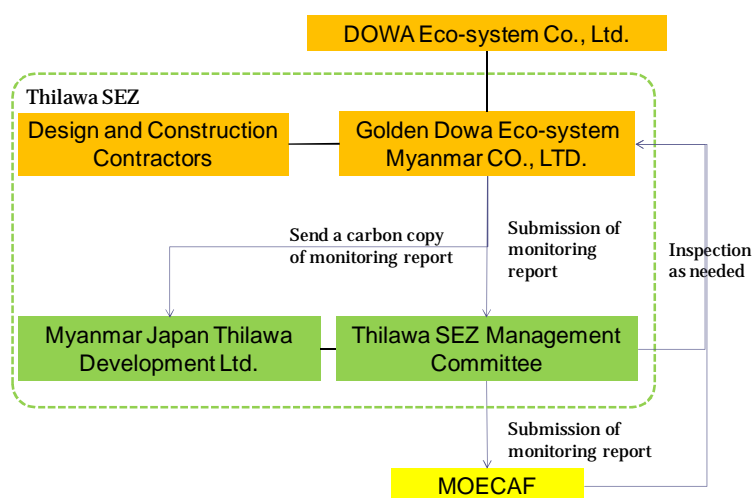 DOWA Eco-system Co., Ltd.
Thilawa SEZ
Design and Construction
Contractors
Golden Dowa Eco-system
Myanmar CO., LTD.
Send a carbon copy
of monitoring report
Submission of
monitoring
report
Inspection
as needed
Myanmar Japan Thilawa
Development Ltd.
Thilawa SEZ Management
Committee
Submission of
monitoring report
MOECAF